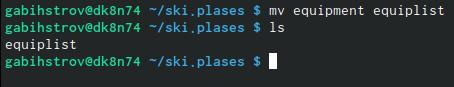 gabihstrov@dk8n74 ~/ski.plases $ mv equipment equiplist
gabihstrov@dk8n74 ~/ski.plases $ ls
equiplist
gabihstrov@dk8n74 ~/ski.plases $